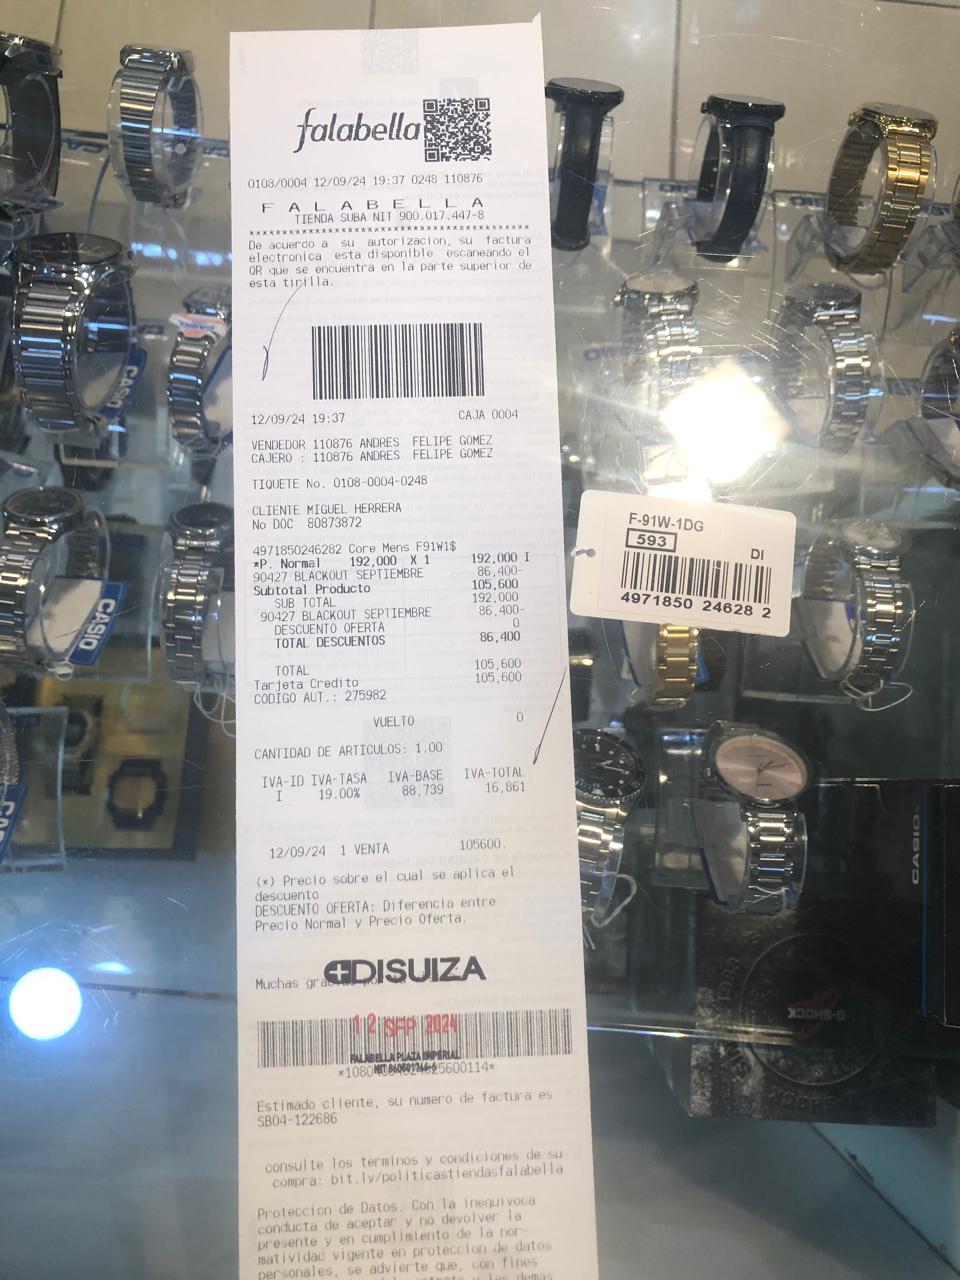 falabella
0108/0004 12/09/24 19:37 0248 110876
F A L A B E L L A
TIENDA SUBA NIT 900.017.447-8
****************************************
De acuerdo a su autorizacion, su factura
electronica esta disponible escaneando el
QR que se encuentra en la parte superior de
esta tirilla.
12/09/24 19:37 CAJA 0004
VENDEDOR 110876 ANDRES FELIPE GOMEZ
CAJERO : 110876 ANDRES FELIPE GOMEZ
TIQUETE No. 0108-0004-0248
CLIENTE MIGUEL HERRERA
No DOC 80873872
4971850246282 Core Mens F91W1$
*P. Normal 192,000 X 1 192,000 I
90427 BLACKOUT SEPTIEMBRE 86,400-
Subtotal Producto 105,600
SUB TOTAL 192,000
90427 BLACKOUT SEPTIEMBRE 86,400-
DESCUENTO OFERTA 0
TOTAL DESCUENTOS 86,400
TOTAL 105,600
Tarjeta Credito 105,600
CODIGO AUT.: 275982
VUELTO 0
CANTIDAD DE ARTICULOS: 1.00
IVA-ID IVA-TASA IVA-BASE IVA-TOTAL
I 19.00% 88,739 16,861
12/09/24 1 VENTA 105600.
(*) Precio sobre el cual se aplica el
descuento
DESCUENTO OFERTA: Diferencia entre
Precio Normal y Precio Oferta.
Muchas
DISUIZA
12 SEP 2024
FALABELLA PLAZA IMPERIAL
Estimado cliente, su numero de factura es
SB04-122686
consulte los terminos y condiciones de su
compra: bit.ly/politicastiendasfalabella
Proteccion de Datos. Con la inequivoca
conducta de aceptar y no devolver la
presente y en cumplimiento de la nor-
matividad vigente en proteccion de datos
personales, se advierte que, con fines
F-91W-1DG
593 DI
4971850 24628 2
CASIO
CASIO
CASIO
CASIO
G-SHOCK